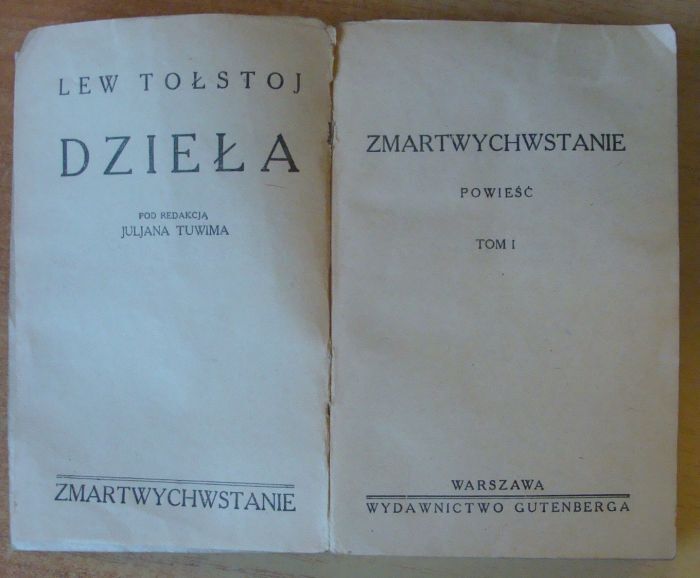 LEW TOŁSTOJ
DZIEŁA
POD REDAKCJĄ
JULJANA TUWIMA
ZMARTWYCHWSTANIE
ZMARTWYCHWSTANIE
POWIEŚĆ
TOM I
WARSZAWA
WYDAWNICTWO GUTENBERGA